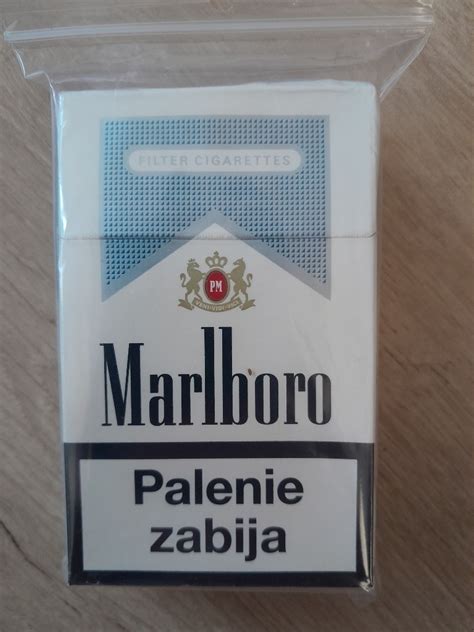 FILTER CIGARETTES
PM
Marlboro
Palenie
zabija